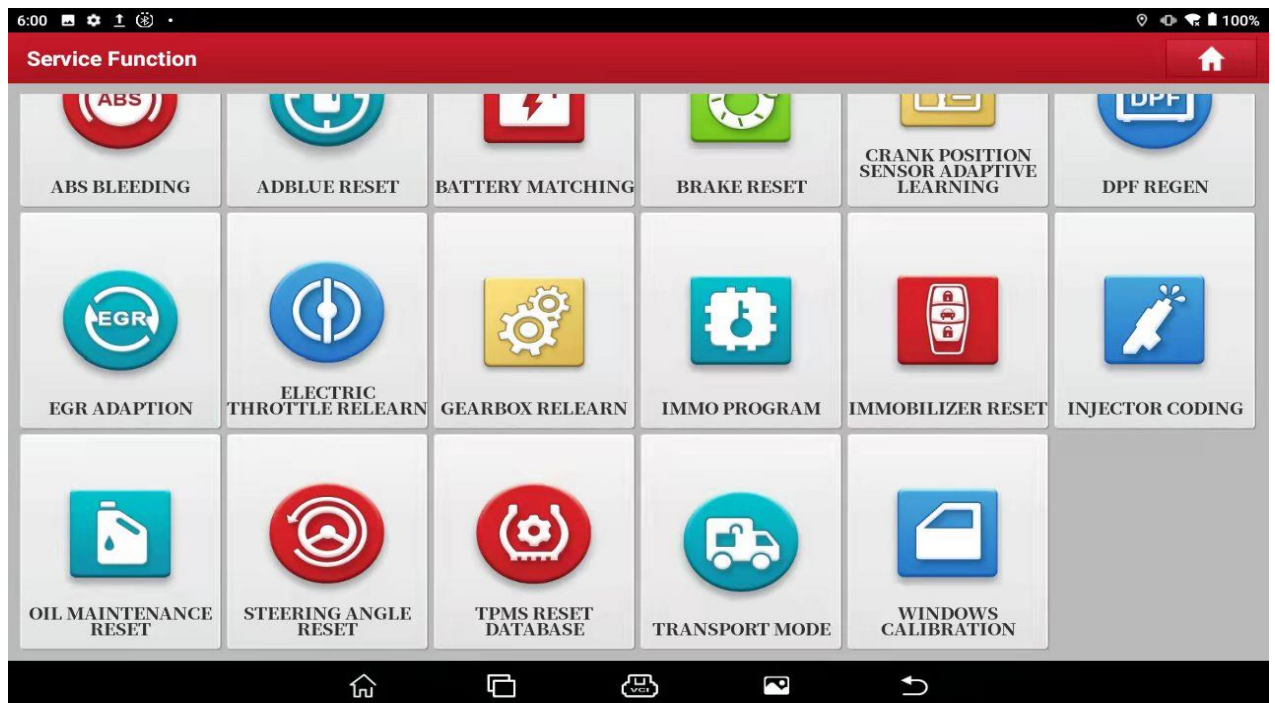 6:00
100%
Service Function
ABS
DPF
ABS BLEEDING
ADBLUE RESET
BATTERY MATCHING
BRAKE RESET
CRANK POSITION
SENSOR ADAPTIVE
LEARNING
DPF REGEN
EGR
EGR ADAPTION
ELECTRIC
THROTTLE RELEARN
GEARBOX RELEARN
IMMO PROGRAM
IMMOBILIZER RESET
INJECTOR CODING
OIL MAINTENANCE
RESET
STEERING ANGLE
RESET
TPMS RESET
DATABASE
TRANSPORT MODE
WINDOWS
CALIBRATION
VCI